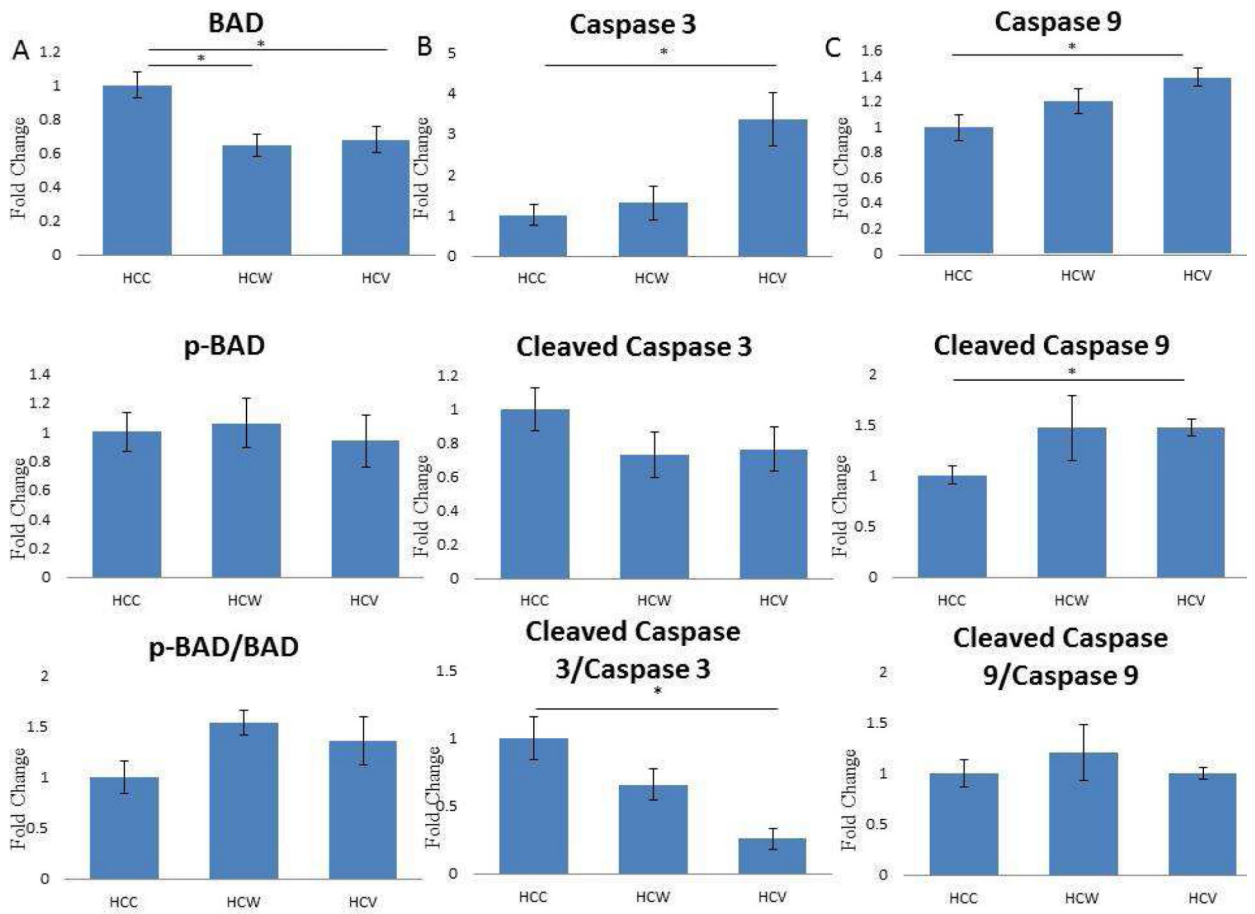 A
BAD
*
*
Fold Change
1.2
1
0.8
0.6
0.4
0.2
0
HCC HCW HCV
B
Caspase 3
*
Fold Change
5
4
3
2
1
0
HCC HCW HCV
C
Caspase 9
*
Fold Change
1.6
1.4
1.2
1
0.8
0.6
0.4
0.2
0
HCC HCW HCV
p-BAD
Fold Change
1.4
1.2
1
0.8
0.6
0.4
0.2
0
HCC HCW HCV
Cleaved Caspase 3
Fold Change
1.2
1
0.8
0.6
0.4
0.2
0
HCC HCW HCV
Cleaved Caspase 9
*
Fold Change
2
1.5
1
0.5
0
HCC HCW HCV
p-BAD/BAD
Fold Change
2
1.5
1
0.5
0
HCC HCW HCV
Cleaved Caspase
3/Caspase 3
*
Fold Change
1.5
1
0.5
0
HCC HCW HCV
Cleaved Caspase
9/Caspase 9
Fold Change
2
1.5
1
0.5
0
HCC HCW HCV